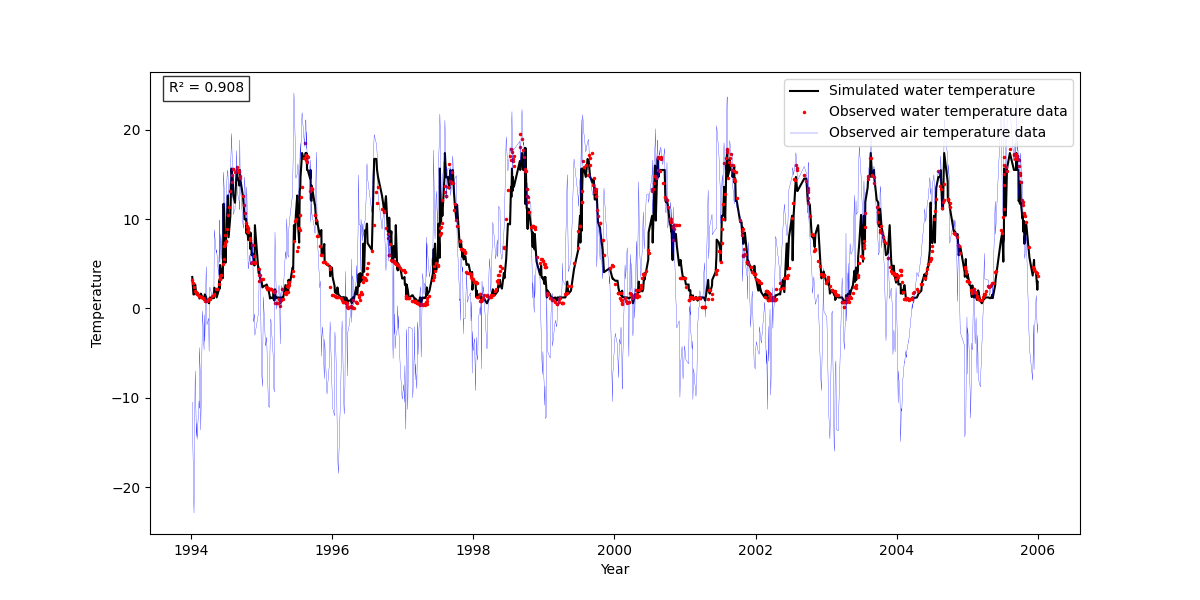 R² = 0.908
Simulated water temperature
Observed water temperature data
Observed air temperature data
Temperature
20
10
0
−10
−20
1994
1996
1998
2000
2002
2004
2006
Year